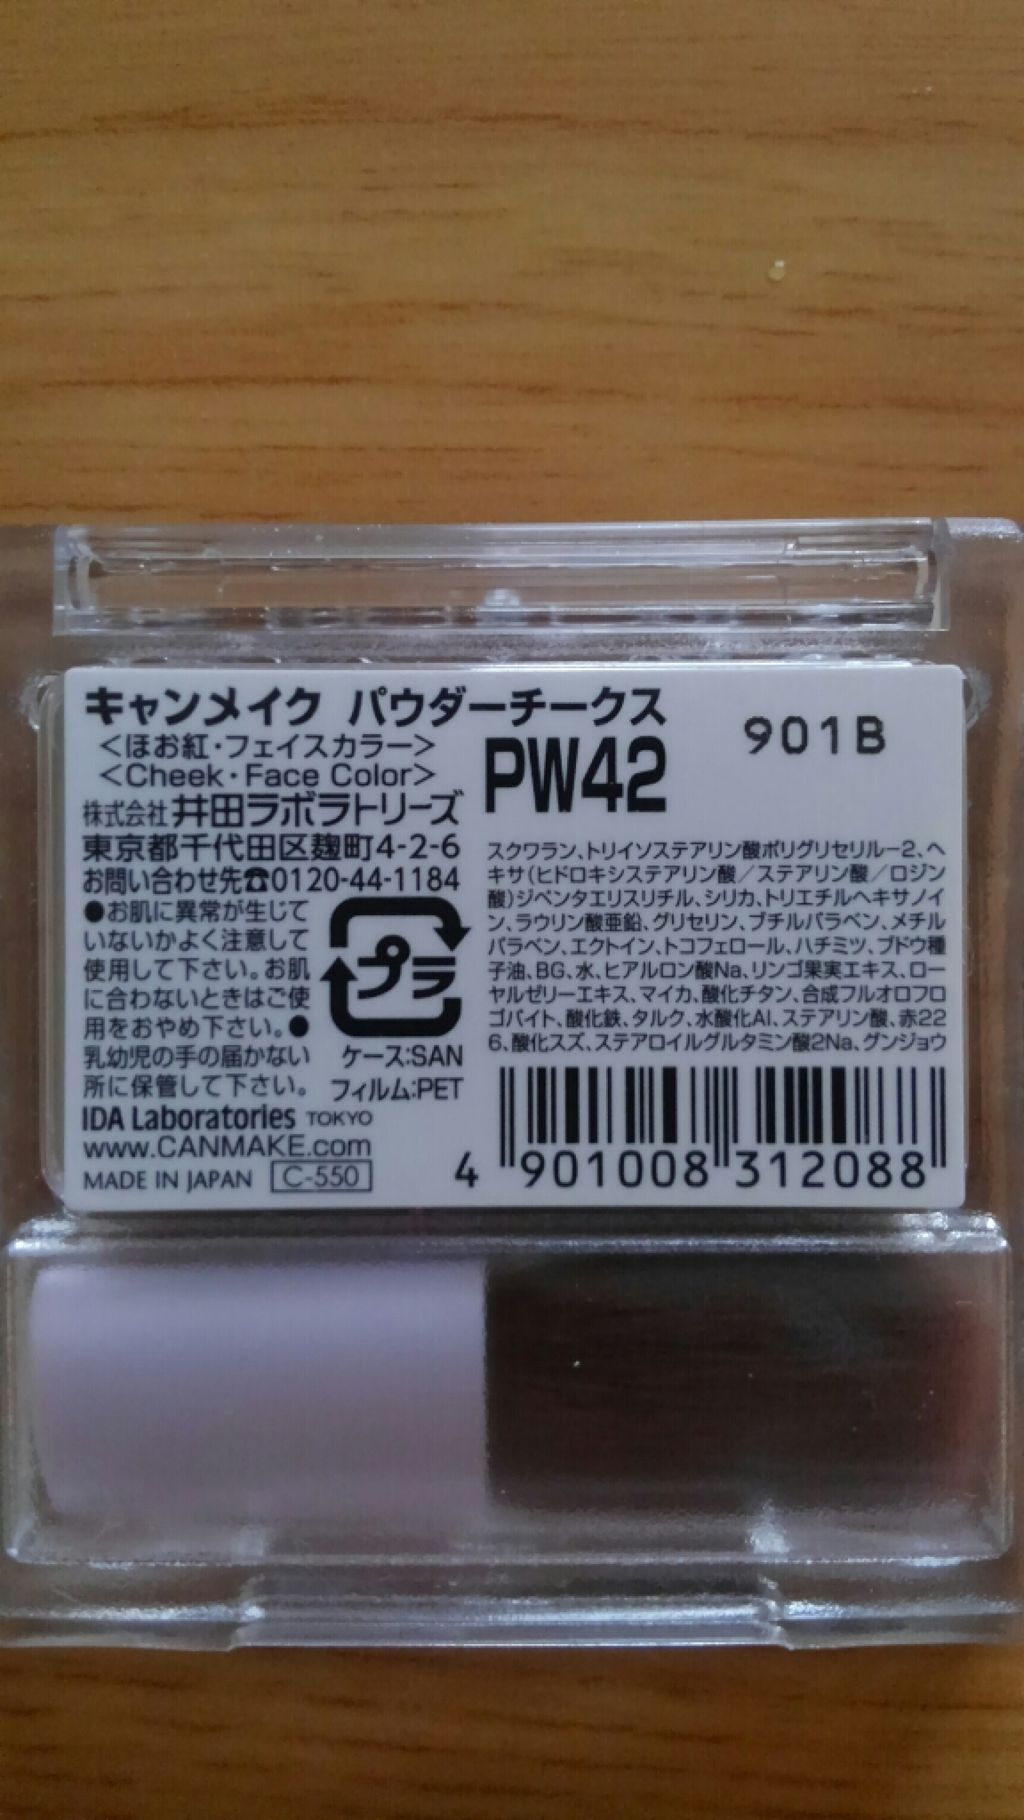 キャンメイク パウダーチークス
<ほお紅・フェイスカラー>
<Cheek・Face Color>
PW42
901B
株式会社 井田ラボラトリーズ
東京都千代田区麹町4-2-6
お問い合わせ先☎0120-44-1184
●お肌に異常が生じて
いないかよく注意して
使用して下さい。お肌
に合わないときはご使
用をおやめ下さい。●
乳幼児の手の届かない
所に保管して下さい。
プラ
ケース:SAN
フィルム:PET
IDA Laboratories TOKYO
www.CANMAKE.com
MADE IN JAPAN C-550
スクワラン、トリイソステアリン酸ポリグリセリル-2、ヘ
キサ(ヒドロキシステアリン酸/ステアリン酸/ロジン
酸)ジペンタエリスリチル、シリカ、トリエチルヘキサノイ
ン、ラウリン酸亜鉛、グリセリン、ブチルパラベン、メチル
パラベン、エクトイン、トコフェロール、ハチミツ、ブドウ種
子油、BG、水、ヒアルロン酸Na、リンゴ果実エキス、ロー
ヤルゼリーエキス、マイカ、酸化チタン、合成フルオロフロ
ゴパイト、酸化鉄、タルク、水酸化Al、ステアリン酸、赤22
6、酸化スズ、ステアロイルグルタミン酸2Na、グンジョウ
4 901008 312088